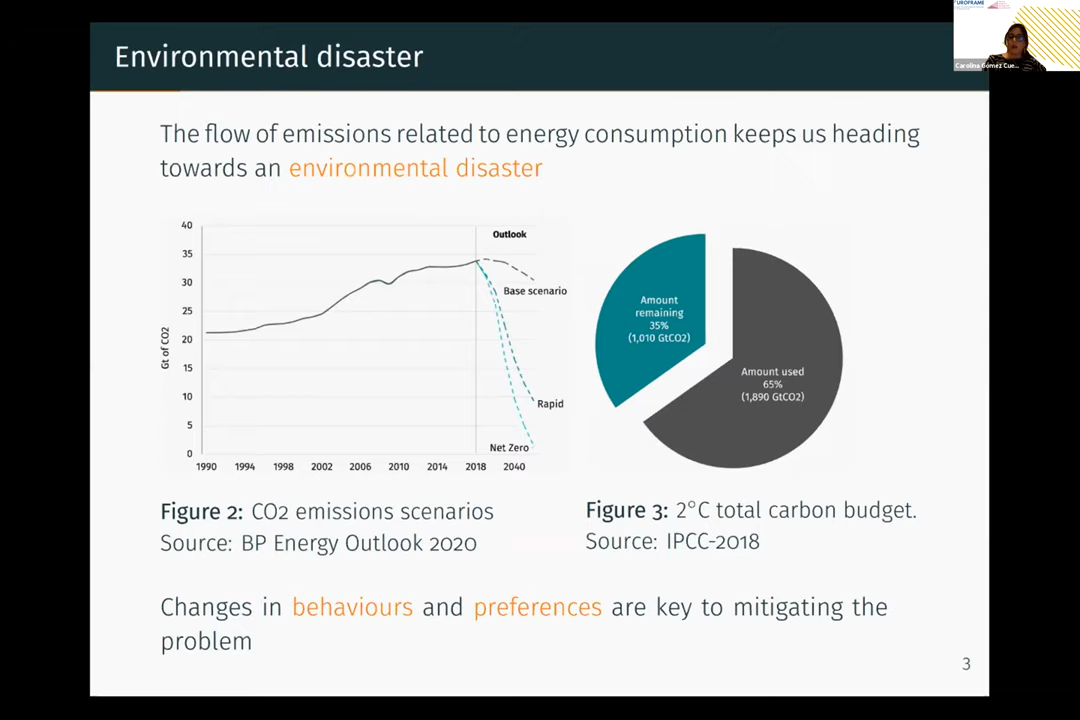 Environmental disaster
UROFRAME
Carolina Gómez Cue...
The flow of emissions related to energy consumption keeps us heading
towards an environmental disaster
40
35
30
25
20
15
10
5
0
Gt of CO2
1990 1994 1998 2002 2006 2010 2014 2018 2040
Outlook
Base scenario
Rapid
Net Zero
Amount
remaining
35%
(1,010 GtCO2)
Amount used
65%
(1,890 GtCO2)
Figure 2: CO2 emissions scenarios
Source: BP Energy Outlook 2020
Figure 3: 2°C total carbon budget.
Source: IPCC-2018
Changes in behaviours and preferences are key to mitigating the
problem
3